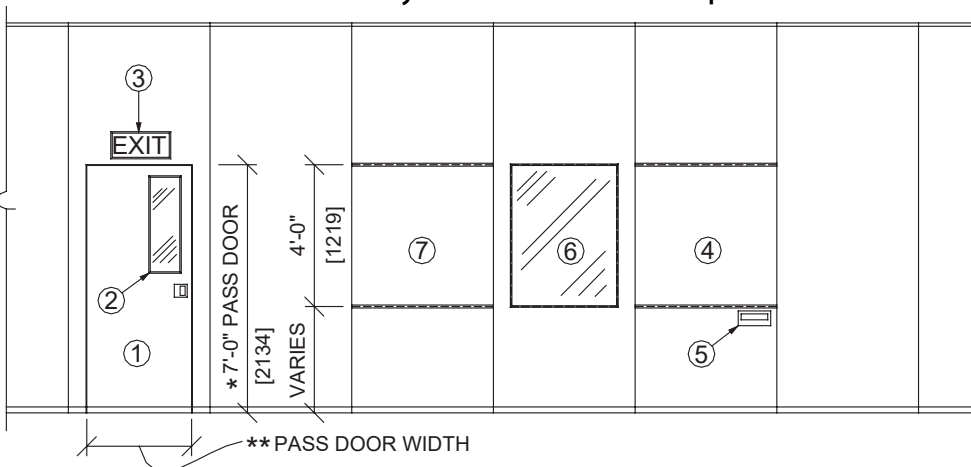 3
EXIT
2
1
* 7'-0" PASS DOOR
[2134]
VARIES
4'-0"
[1219]
7
6
4
5
** PASS DOOR WIDTH